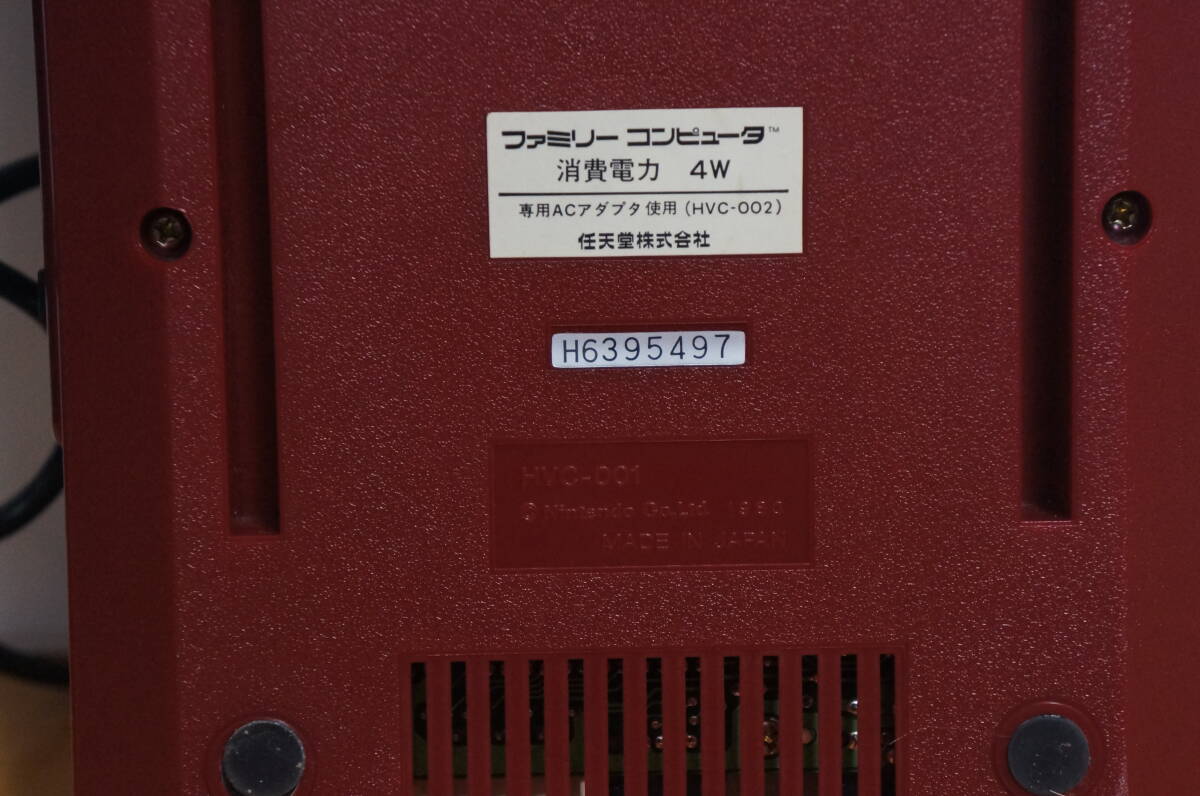 ファミリー コンピュータ™
消費電力 4W
専用ACアダプタ使用(HVC-002)
任天堂株式会社
H6395497
HVC-001
Nintendo Co.,Ltd.
MADE IN JAPAN